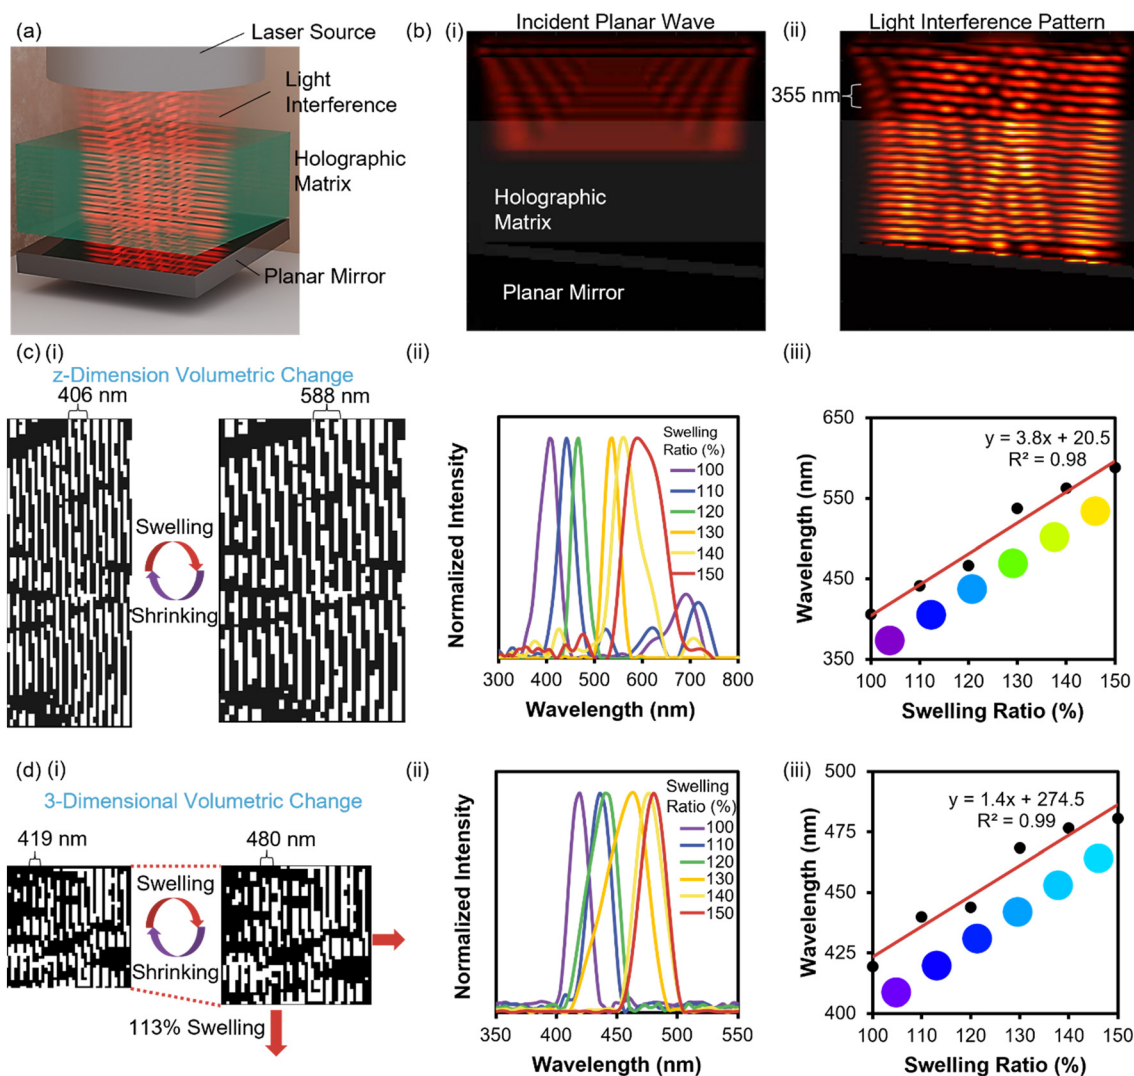 (a)
Laser Source
Light
Interference
Holographic
Matrix
Planar Mirror
(b) (i)
Incident Planar Wave
Holographic
Matrix
Planar Mirror
(ii)
Light Interference Pattern
355 nm
(c) (i)
z-Dimension Volumetric Change
406 nm
588 nm
Swelling
Shrinking
(ii)
Normalized Intensity
Swelling
Ratio (%)
100
110
120
130
140
150
300 400 500 600 700 800
Wavelength (nm)
(iii)
Wavelength (nm)
650
550
450
350
y = 3.8x + 20.5
R² = 0.98
100 110 120 130 140 150
Swelling Ratio (%)
(d) (i)
3-Dimensional Volumetric Change
419 nm
480 nm
Swelling
Shrinking
113% Swelling
(ii)
Normalized Intensity
Swelling
Ratio (%)
100
110
120
130
140
150
350 400 450 500 550
Wavelength (nm)
(iii)
Wavelength (nm)
500
475
450
425
400
y = 1.4x + 274.5
R² = 0.99
100 110 120 130 140 150
Swelling Ratio (%)